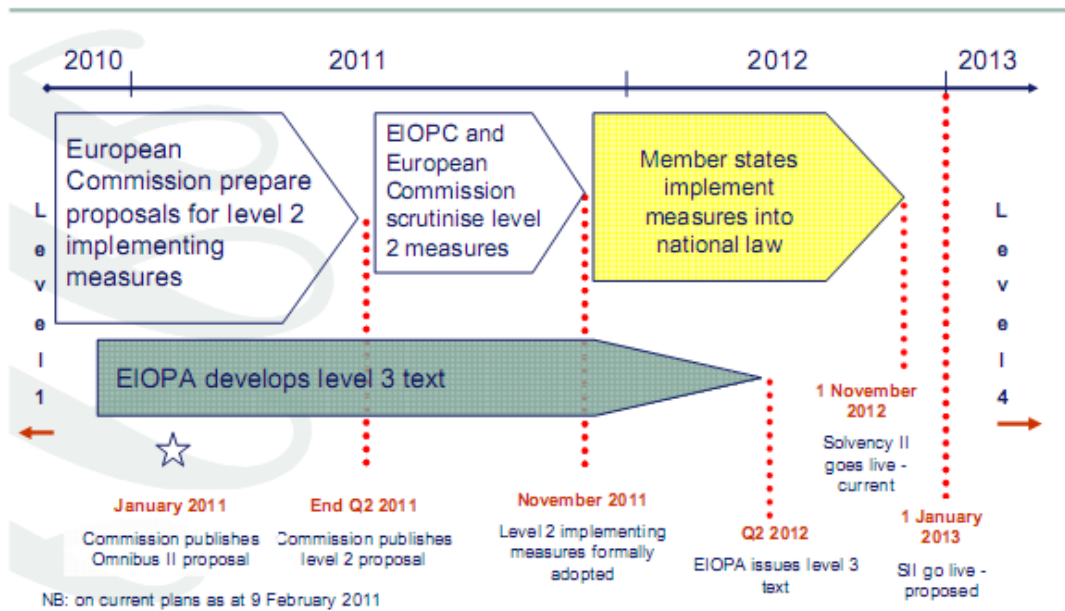 2010
2011
2012
2013
European
Commission prepare
proposals for level 2
implementing
measures
EIOPC and
European
Commission
scrutinise level
2 measures
Member states
implement
measures into
national law
L
e
v
e
l
1
L
e
v
e
l
4
EIOPA develops level 3 text
January 2011
Commission publishes
Omnibus II proposal
End Q2 2011
Commission publishes
level 2 proposal
November 2011
Level 2 implementing
measures formally
adopted
Q2 2012
EIOPA issues level 3
text
1 November
2012
Solvency II
goes live -
current
1 January
2013
SII go live -
proposed
NB: on current plans as at 9 February 2011